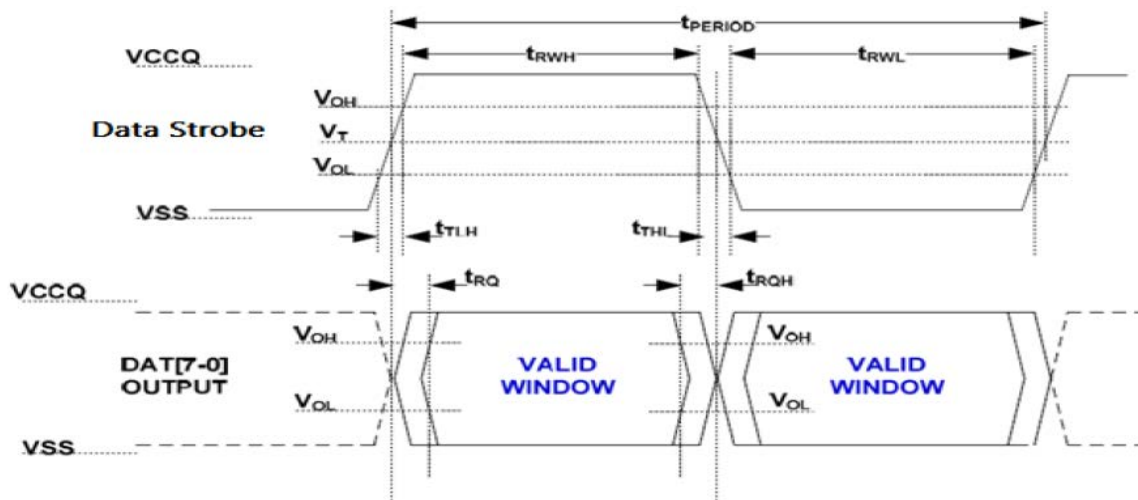 tPERIOD
VCCQ
tRWH
tRWL
VOH
Data Strobe
VT
VOL
VSS
tTLH
tTHL
VCCQ
tRQ
tRQH
VOH
VOH
DAT[7-0]
OUTPUT
VALID
WINDOW
VALID
WINDOW
VOL
VOL
VSS